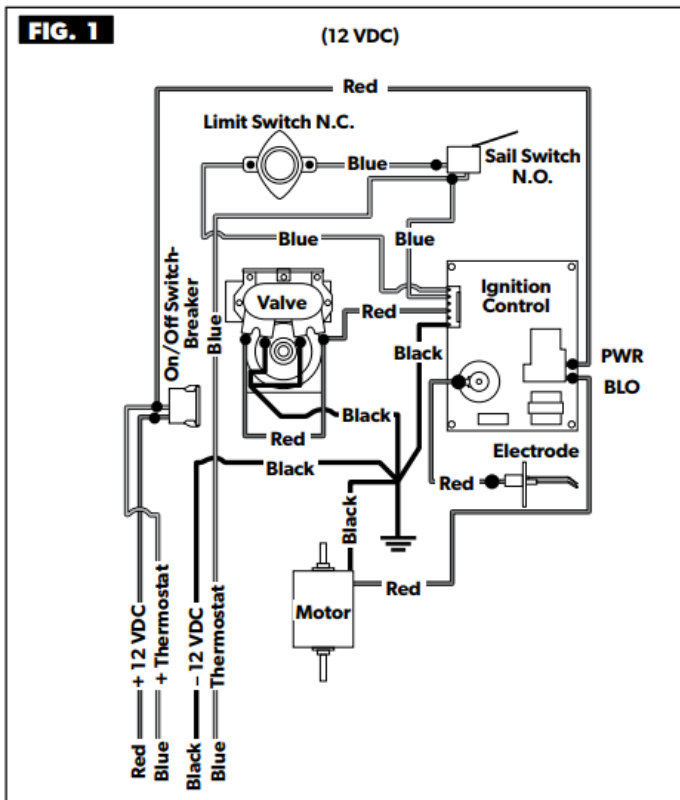 FIG. 1
(12 VDC)
Red
Limit Switch N.C.
Blue
Sail Switch
N.O.
Blue
Blue
Ignition
Control
Valve
Red
On/Off Switch-
Breaker
Blue
Black
PWR
BLO
Black
Red
Black
Electrode
Red
Black
Red
Motor
Red + 12 VDC
Blue + Thermostat
Black – 12 VDC
Blue Thermostat